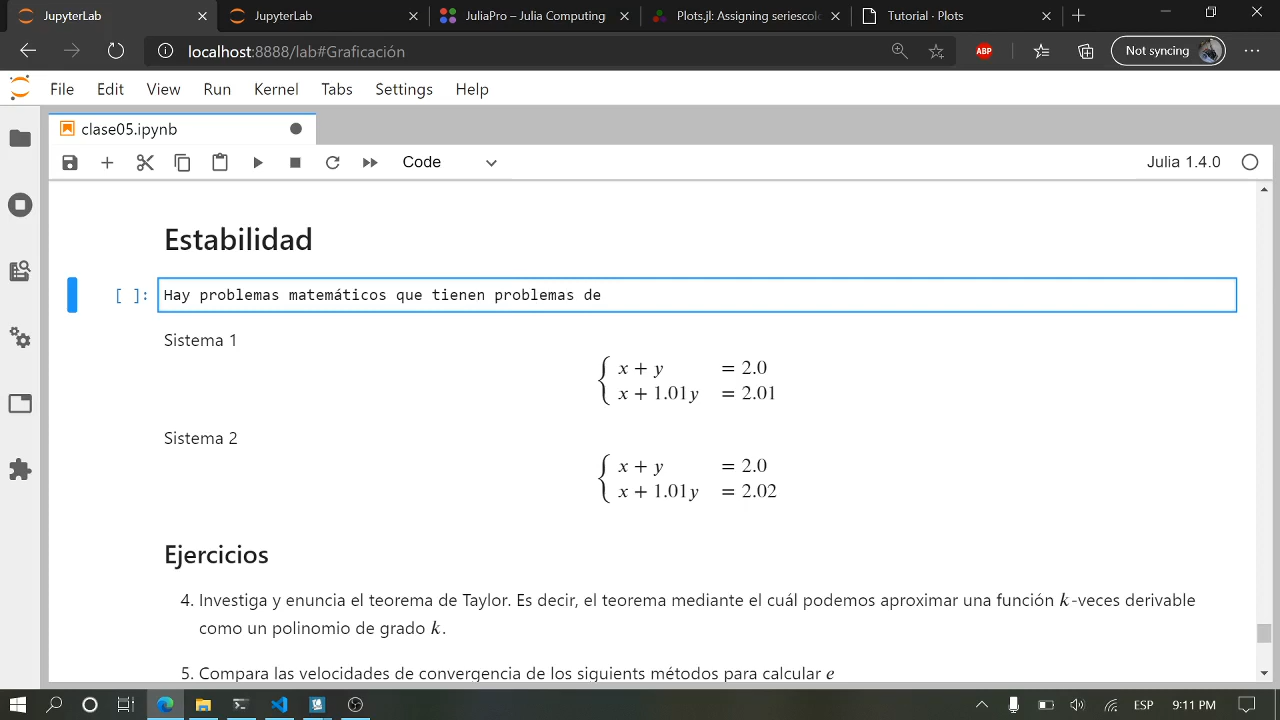 JupyterLab
JupyterLab
JuliaPro – Julia Computing
Plots.jl: Assigning seriescolo
Tutorial · Plots
localhost:8888/lab#Graficación
ABP
Not syncing
File Edit View Run Kernel Tabs Settings Help
clase05.ipynb
Code
Julia 1.4.0
Estabilidad
[ ]: Hay problemas matemáticos que tienen problemas de
Sistema 1
x + y = 2.0
x + 1.01y = 2.01
Sistema 2
x + y = 2.0
x + 1.01y = 2.02
Ejercicios
4. Investiga y enuncia el teorema de Taylor. Es decir, el teorema mediante el cuál podemos aproximar una función k-veces derivable
como un polinomio de grado k.
5. Compara las velocidades de convergencia de los siguients métodos para calcular e
ESP
9:11 PM